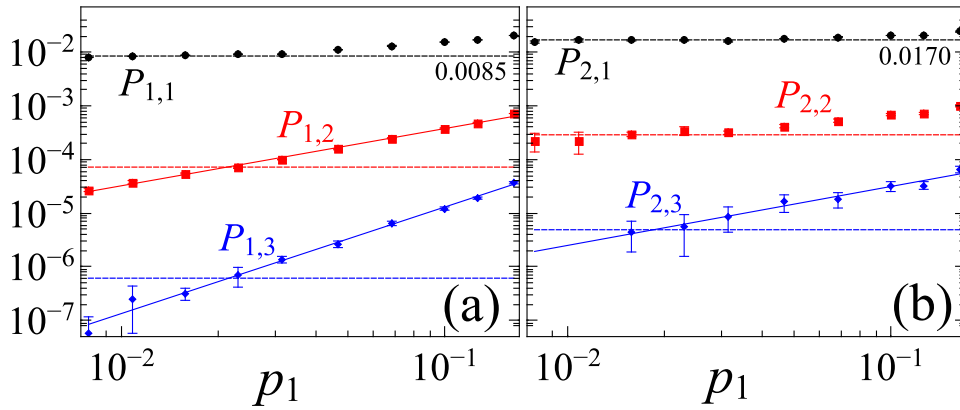 10⁻²
10⁻³
10⁻⁴
10⁻⁵
10⁻⁶
10⁻⁷
P₁,₁
0.0085
P₁,₂
P₁,₃
(a)
10⁻²
10⁻¹
p₁
P₂,₁
0.0170
P₂,₂
P₂,₃
(b)
10⁻²
10⁻¹
p₁